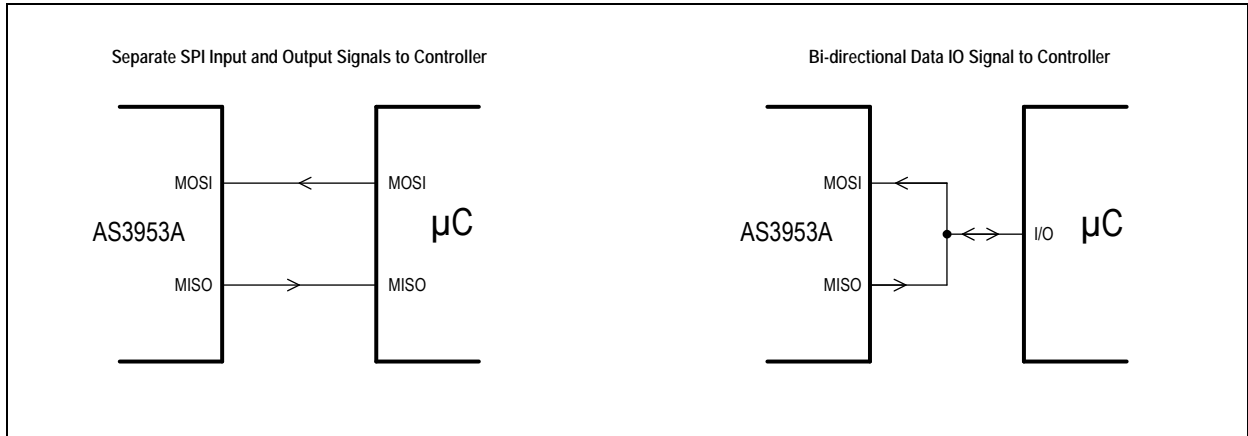 Separate SPI Input and Output Signals to Controller
MOSI
MOSI
AS3953A
µC
MISO
MISO
Bi-directional Data IO Signal to Controller
MOSI
AS3953A
I/O
µC
MISO